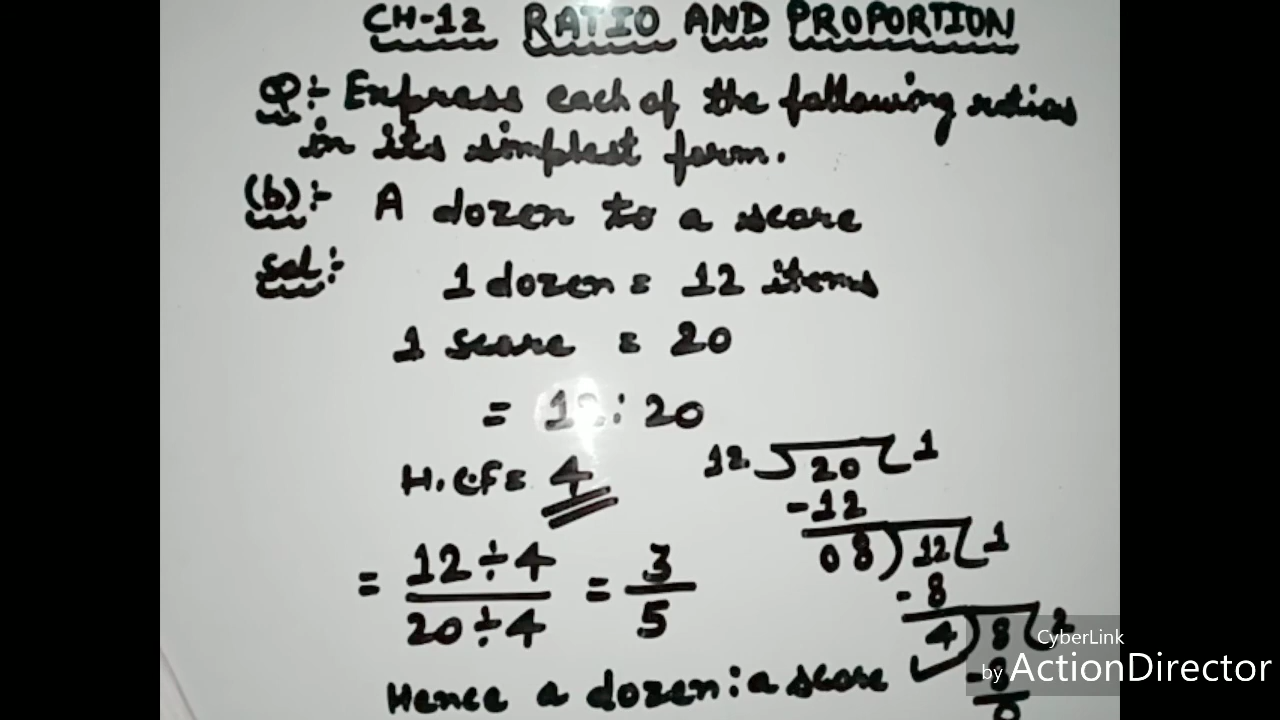 CH-12 RATIO AND PROPORTION
Q:- Express each of the following ratios
in its simplest form.
(b):- A dozen to a score
Sol:- 1 dozen = 12 items
1 score = 20
= 12:20
H.C.F = 4
12 20 1
-12
08 12 1
-8
4 8 2
-8
0
= 12÷4 / 20÷4 = 3/5
Hence a dozen : a score
CyberLink
by ActionDirector